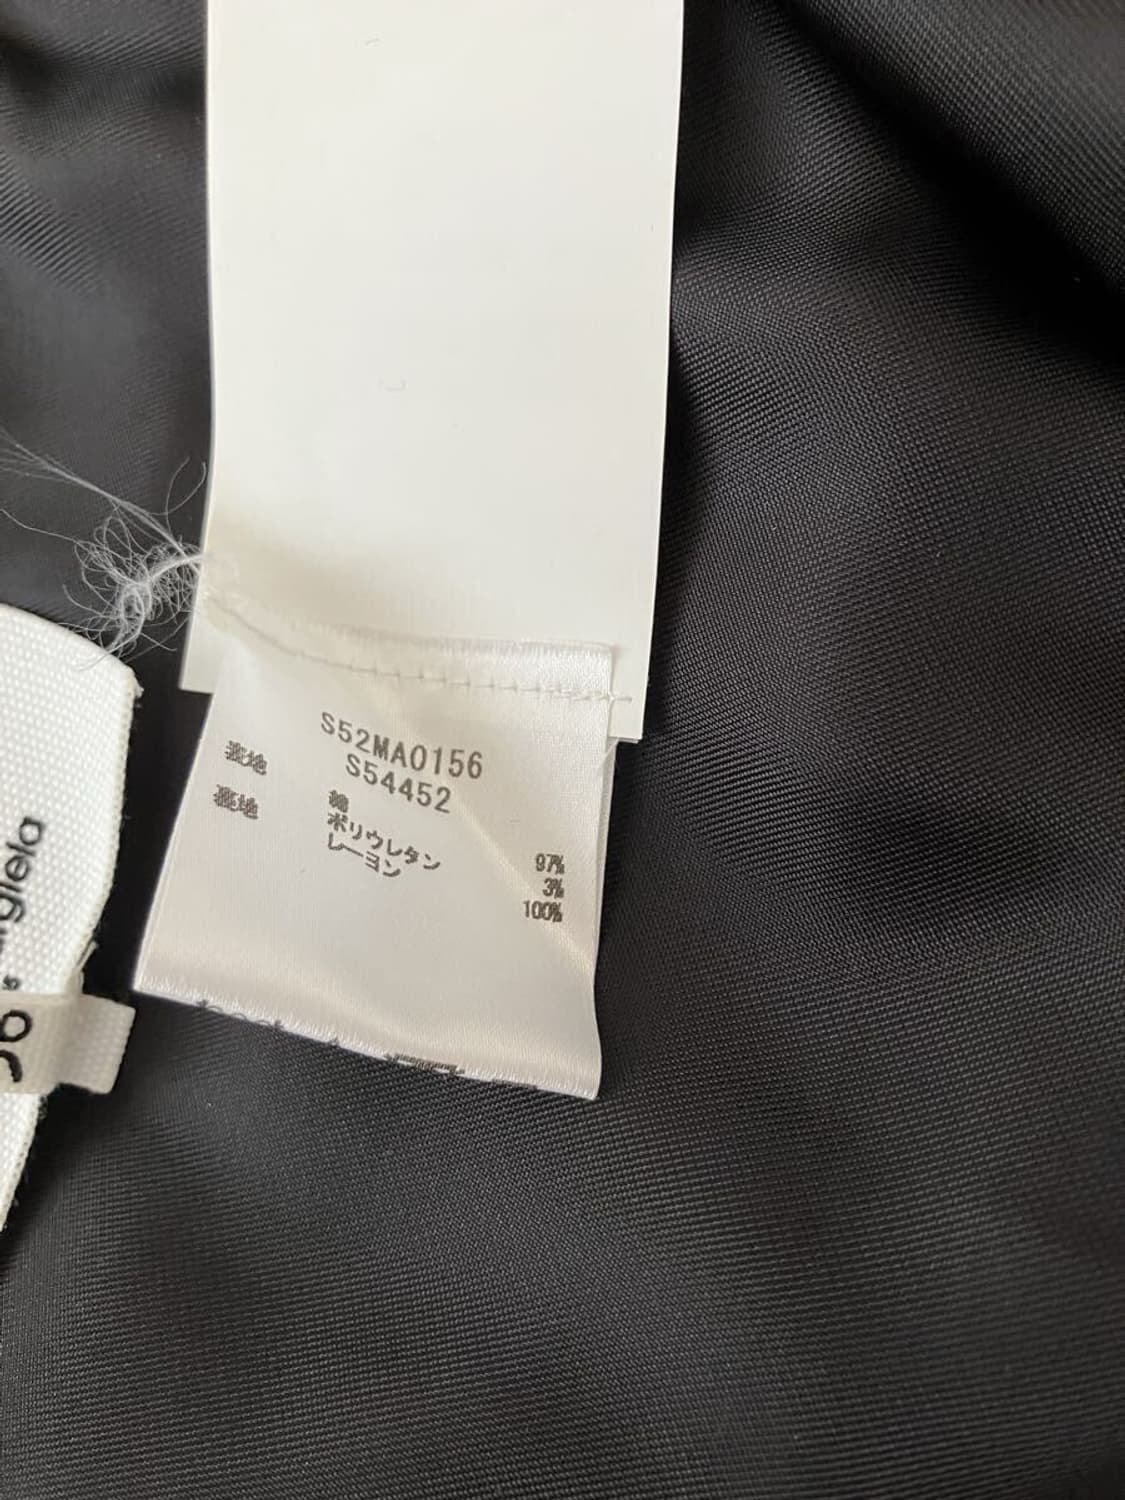 S52MA0156
S54452
表地 綿 97%
ポリウレタン 3%
裏地 レーヨン 100%
36